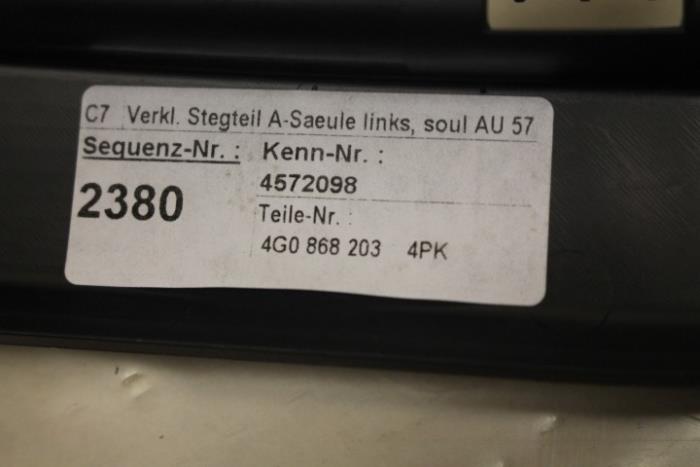 C7 Verkl. Stegteil A-Saeule links, soul AU 57
Sequenz-Nr. : Kenn-Nr. :
2380 4572098
Teile-Nr. :
4G0 868 203 4PK